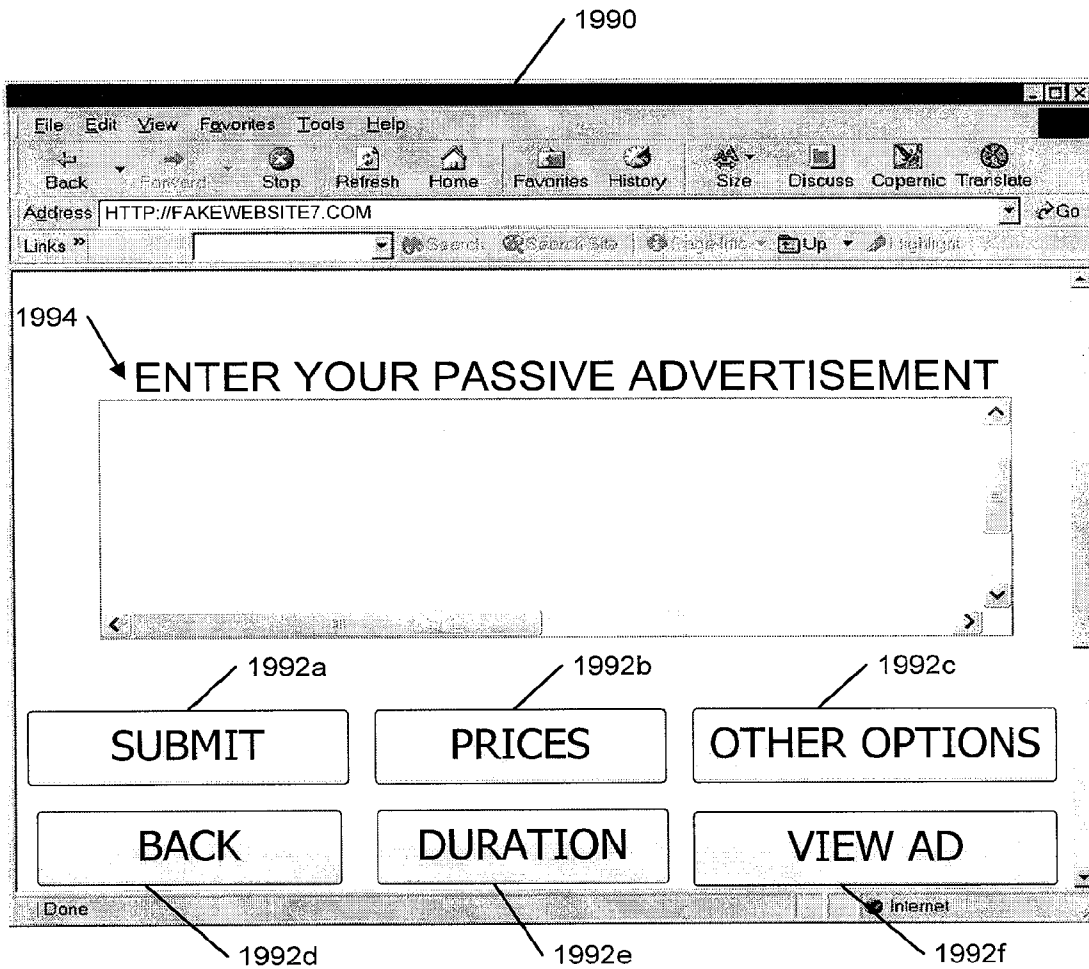 1990
File Edit View Favorites Tools Help
Back Forward Stop Refresh Home Favorites History Size Discuss Copernic Translate
Address HTTP://FAKEWEBSITE7.COM Go
Links » Search Search Site Page Info Up Highlight
1994
ENTER YOUR PASSIVE ADVERTISEMENT
1992a 1992b 1992c
SUBMIT PRICES OTHER OPTIONS
BACK DURATION VIEW AD
Done Internet
1992d 1992e 1992f